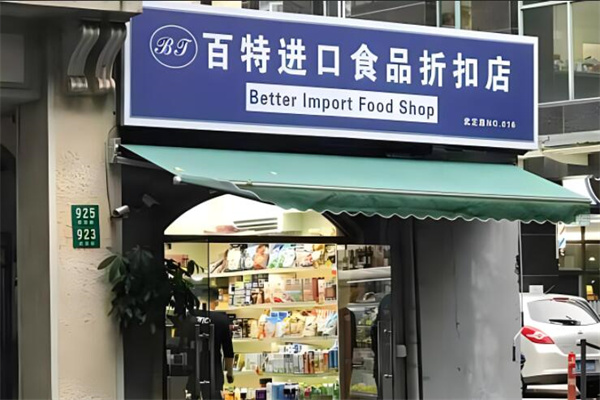 BT
百特进口食品折扣店
Better Import Food Shop
武定路NO.016
925
923